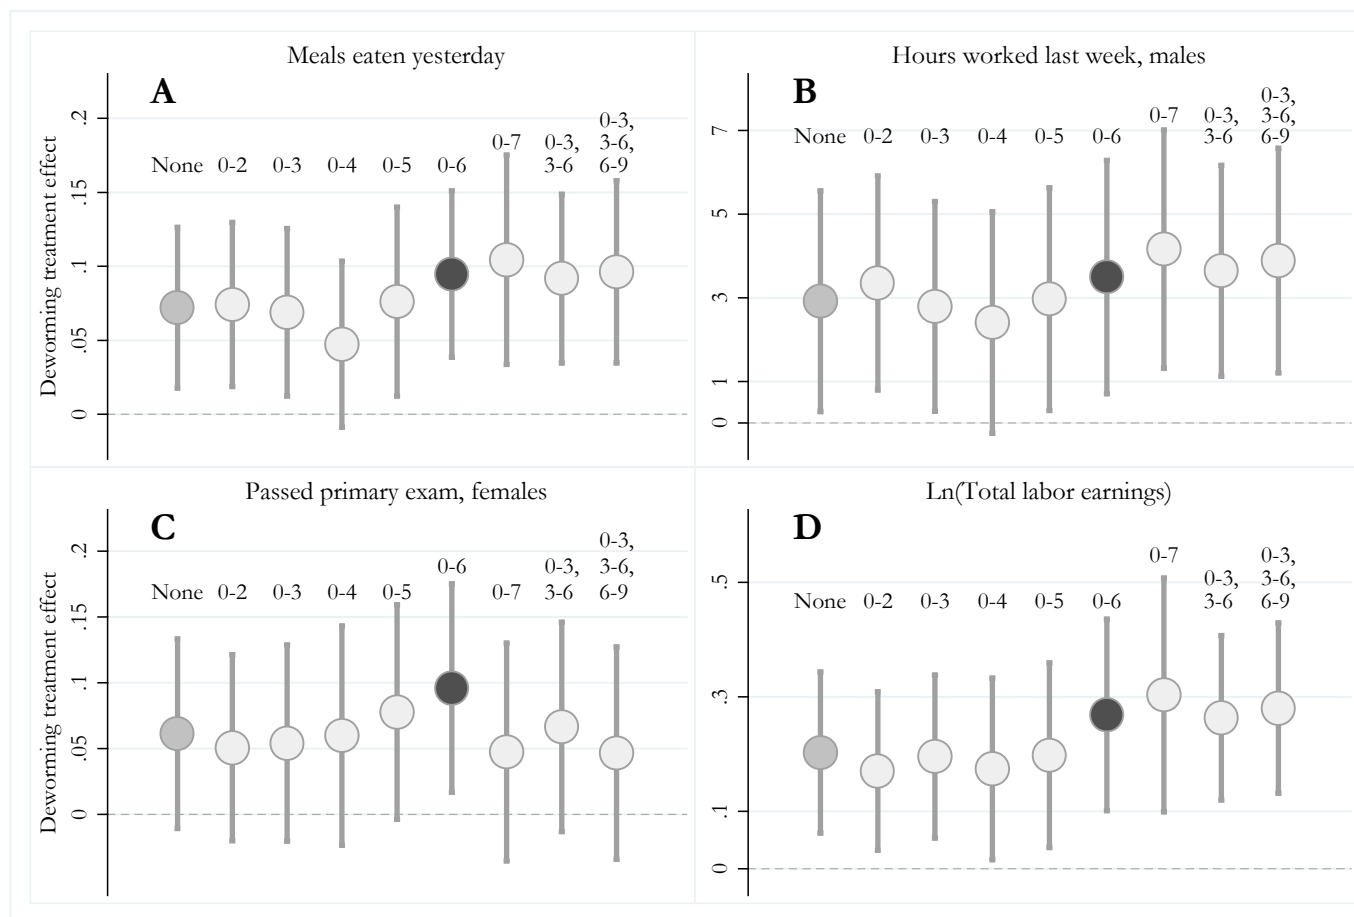 Meals eaten yesterday
A
Deworming treatment effect
.2
.15
.1
.05
0
None 0-2 0-3 0-4 0-5 0-6 0-7 0-3, 3-6 0-3, 3-6, 6-9
Hours worked last week, males
B
7
5
3
1
0
None 0-2 0-3 0-4 0-5 0-6 0-7 0-3, 3-6 0-3, 3-6, 6-9
Passed primary exam, females
C
Deworming treatment effect
.2
.15
.1
.05
0
None 0-2 0-3 0-4 0-5 0-6 0-7 0-3, 3-6 0-3, 3-6, 6-9
Ln(Total labor earnings)
D
.5
.3
.1
0
None 0-2 0-3 0-4 0-5 0-6 0-7 0-3, 3-6 0-3, 3-6, 6-9